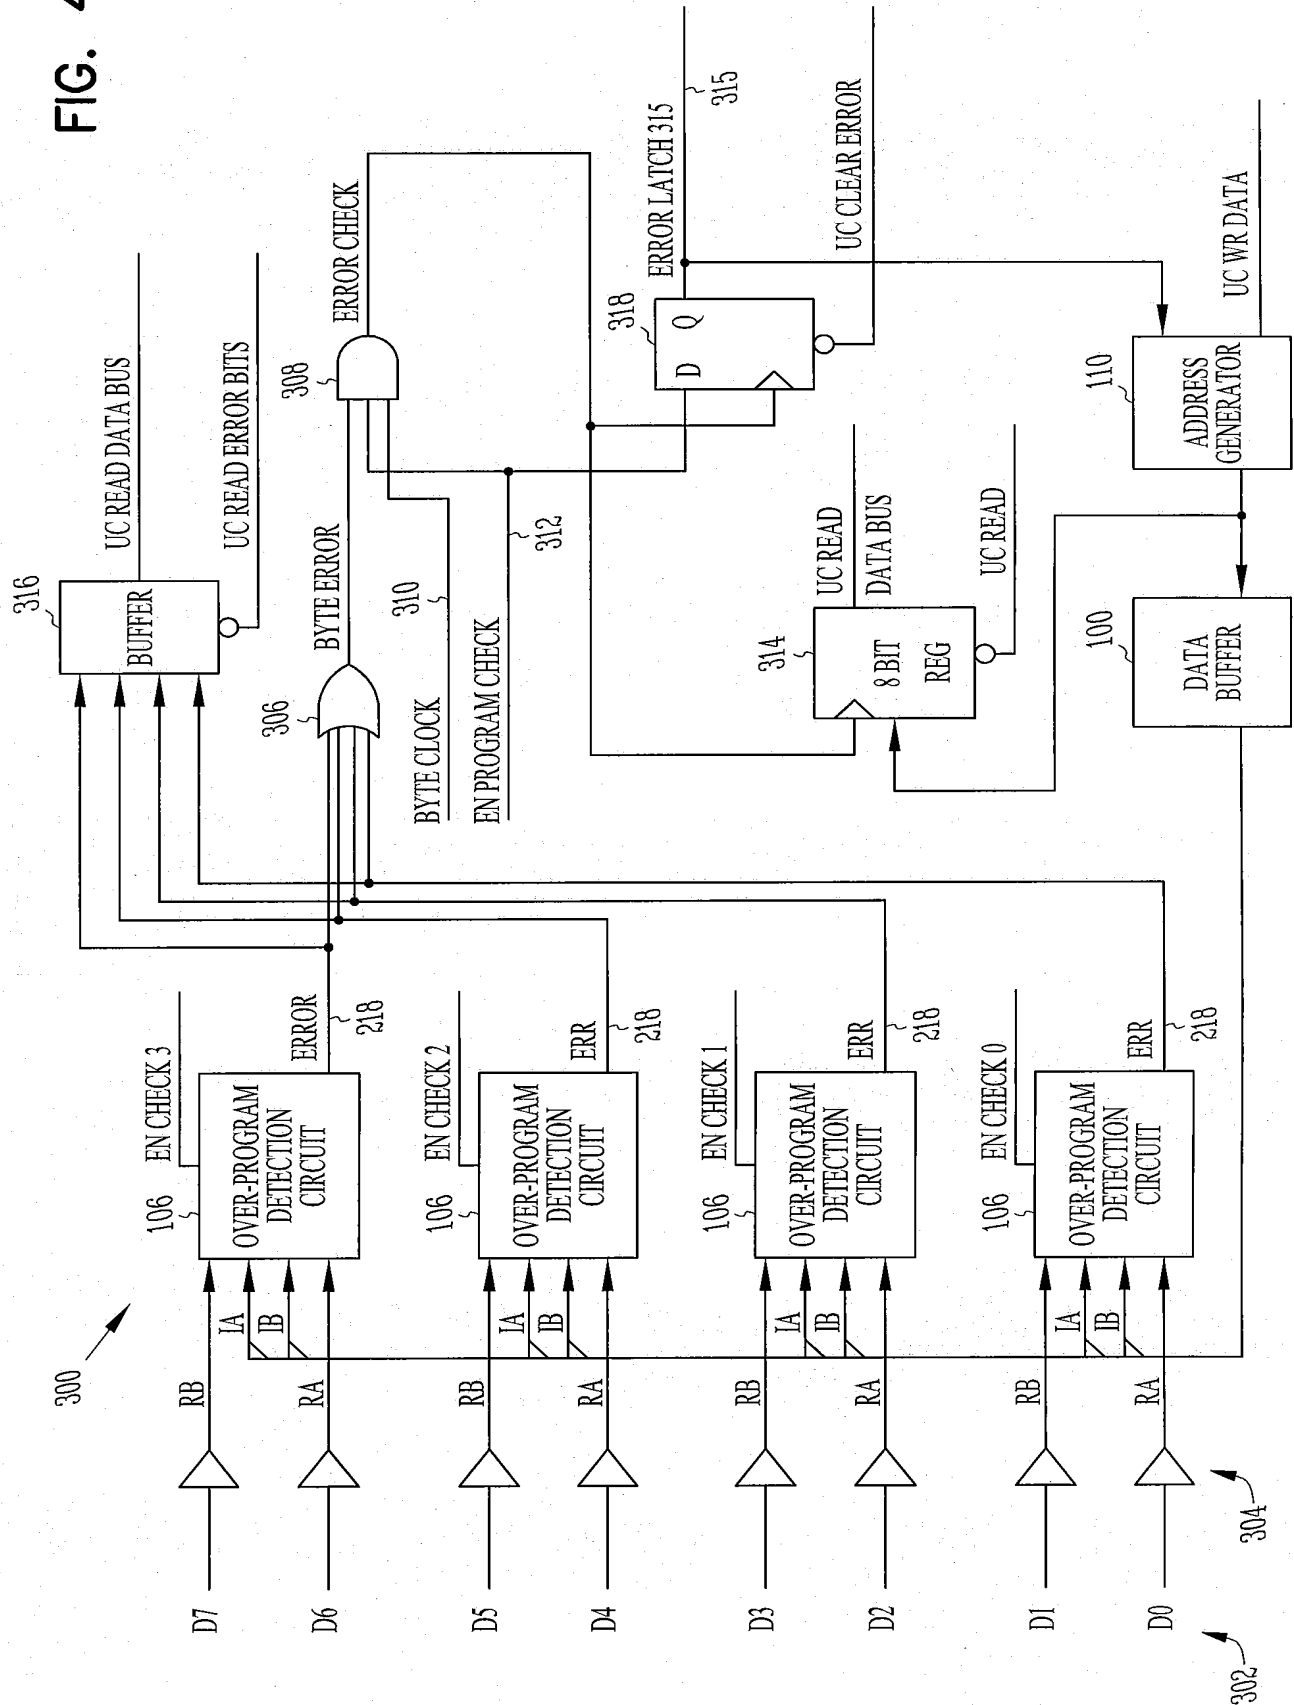 FIG. 4
300
302
304
D7
D6
D5
D4
D3
D2
D1
D0
RB
RA
RB
RA
RB
RA
RB
RA
IA
IB
IA
IB
IA
IB
IA
IB
106
OVER-PROGRAM
DETECTION
CIRCUIT
EN CHECK 3
ERROR
218
106
OVER-PROGRAM
DETECTION
CIRCUIT
EN CHECK 2
ERR
218
106
OVER-PROGRAM
DETECTION
CIRCUIT
EN CHECK 1
ERR
218
106
OVER-PROGRAM
DETECTION
CIRCUIT
EN CHECK 0
ERR
218
316
BUFFER
UC READ DATA BUS
UC READ ERROR BITS
306
BYTE ERROR
308
ERROR CHECK
BYTE CLOCK
310
EN PROGRAM CHECK
312
314
8 BIT
REG
UC READ
DATA BUS
UC READ
318
D
Q
ERROR LATCH 315
315
UC CLEAR ERROR
100
DATA
BUFFER
110
ADDRESS
GENERATOR
UC WR DATA